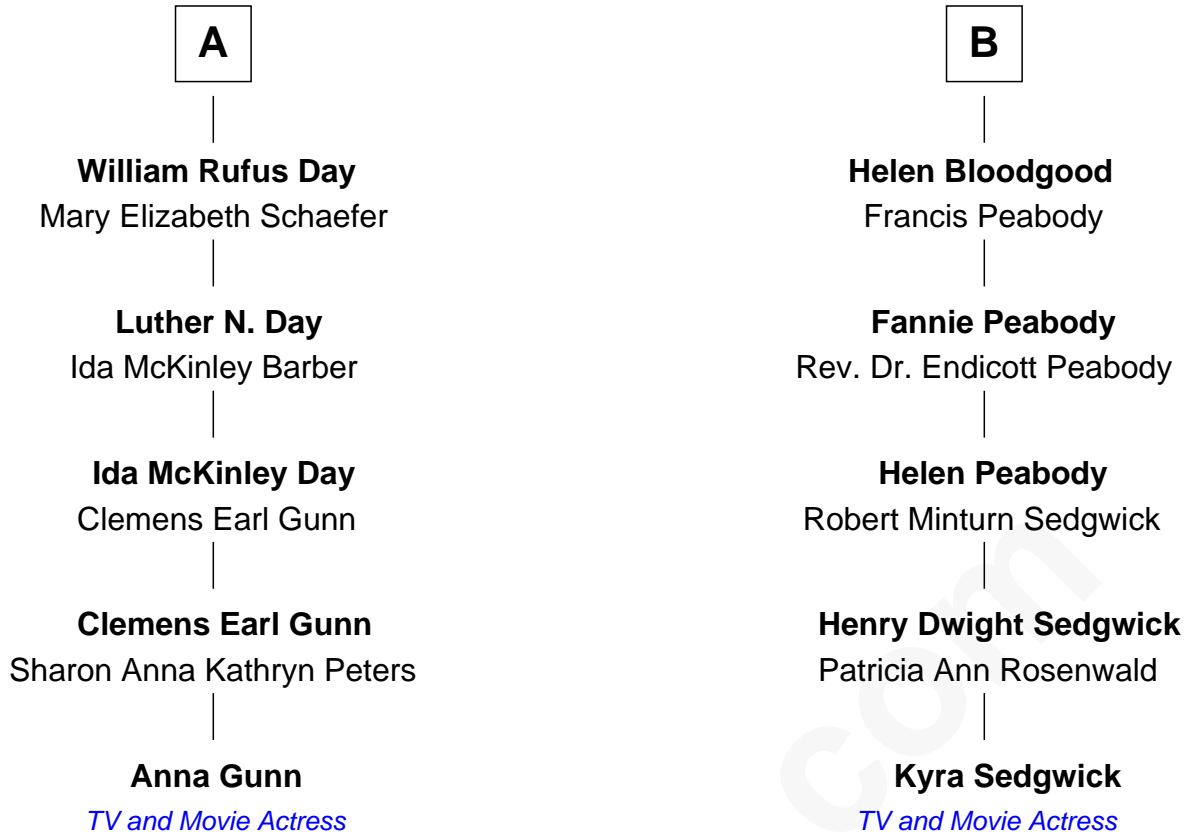 A
William Rufus Day
Mary Elizabeth Schaefer
Luther N. Day
Ida McKinley Barber
Ida McKinley Day
Clemens Earl Gunn
Clemens Earl Gunn
Sharon Anna Kathryn Peters
Anna Gunn
TV and Movie Actress
B
Helen Bloodgood
Francis Peabody
Fannie Peabody
Rev. Dr. Endicott Peabody
Helen Peabody
Robert Minturn Sedgwick
Henry Dwight Sedgwick
Patricia Ann Rosenwald
Kyra Sedgwick
TV and Movie Actress
com